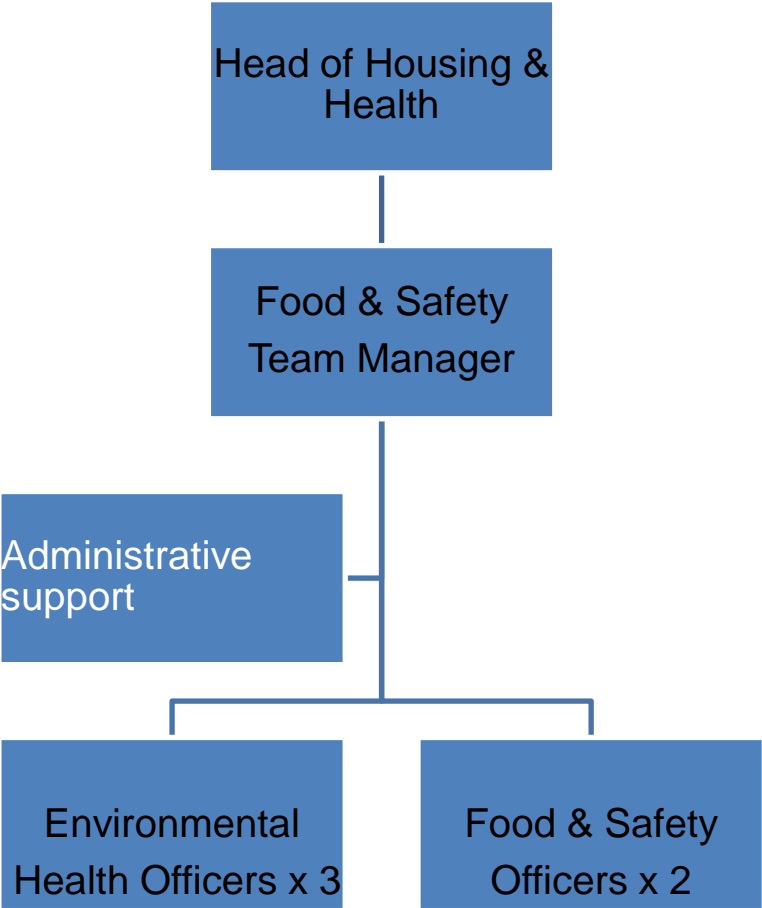 Head of Housing &
Health
Food & Safety
Team Manager
Administrative
support
Environmental
Health Officers x 3
Food & Safety
Officers x 2